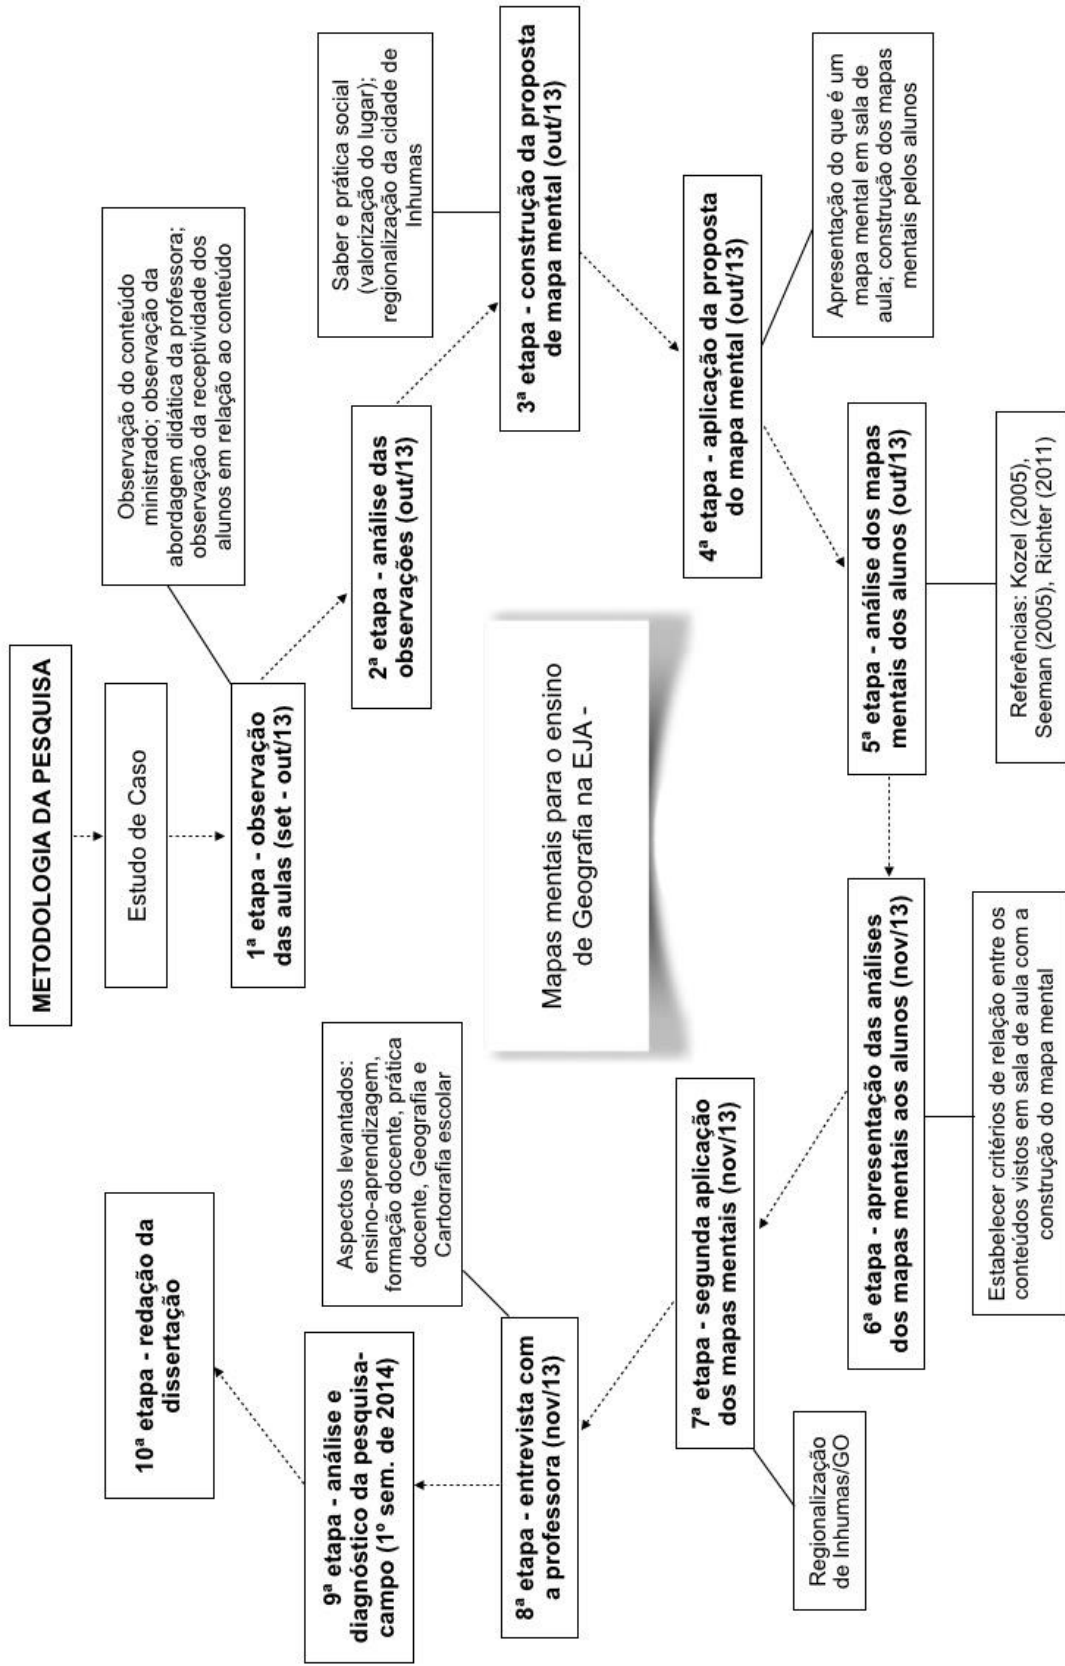 METODOLOGIA DA PESQUISA
Estudo de Caso
1ª etapa - observação
das aulas (set - out/13)
Observação do conteúdo
ministrado; observação da
abordagem didática da professora;
observação da receptividade dos
alunos em relação ao conteúdo
2ª etapa - análise das
observações (out/13)
Saber e prática social
(valorização do lugar);
regionalização da cidade de
Inhumas
3ª etapa - construção da proposta
de mapa mental (out/13)
4ª etapa - aplicação da proposta
do mapa mental (out/13)
Apresentação do que é um
mapa mental em sala de
aula; construção dos mapas
mentais pelos alunos
5ª etapa - análise dos mapas
mentais dos alunos (out/13)
Referências: Kozel (2005),
Seeman (2005), Richter (2011)
6ª etapa - apresentação das análises
dos mapas mentais aos alunos (nov/13)
Estabelecer critérios de relação entre os
conteúdos vistos em sala de aula com a
construção do mapa mental
7ª etapa - segunda aplicação
dos mapas mentais (nov/13)
Regionalização
de Inhumas/GO
8ª etapa - entrevista com
a professora (nov/13)
Aspectos levantados:
ensino-aprendizagem,
formação docente, prática
docente, Geografia e
Cartografia escolar
9ª etapa - análise e
diagnóstico da pesquisa-
campo (1º sem. de 2014)
10ª etapa - redação da
dissertação
Mapas mentais para o ensino
de Geografia na EJA -